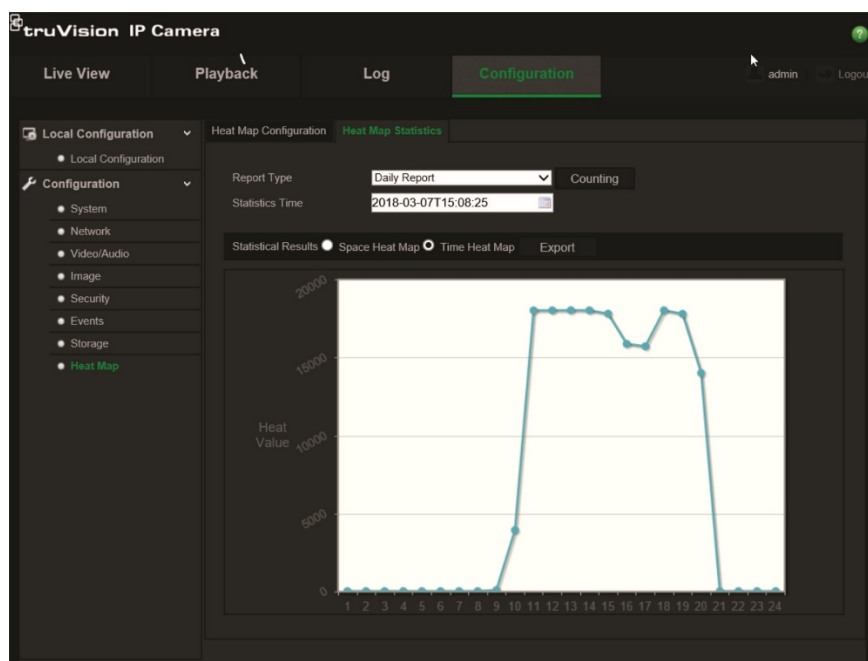 truVision IP Camera
?
Live View Playback Log Configuration admin Logou
Local Configuration
Local Configuration
Configuration
System
Network
Video/Audio
Image
Security
Events
Storage
Heat Map
Heat Map Configuration Heat Map Statistics
Report Type Daily Report Counting
Statistics Time 2018-03-07T15:08:25
Statistical Results Space Heat Map Time Heat Map Export
20000
15000
Heat
Value
10000
5000
0
1 2 3 4 5 6 7 8 9 10 11 12 13 14 15 16 17 18 19 20 21 22 23 24